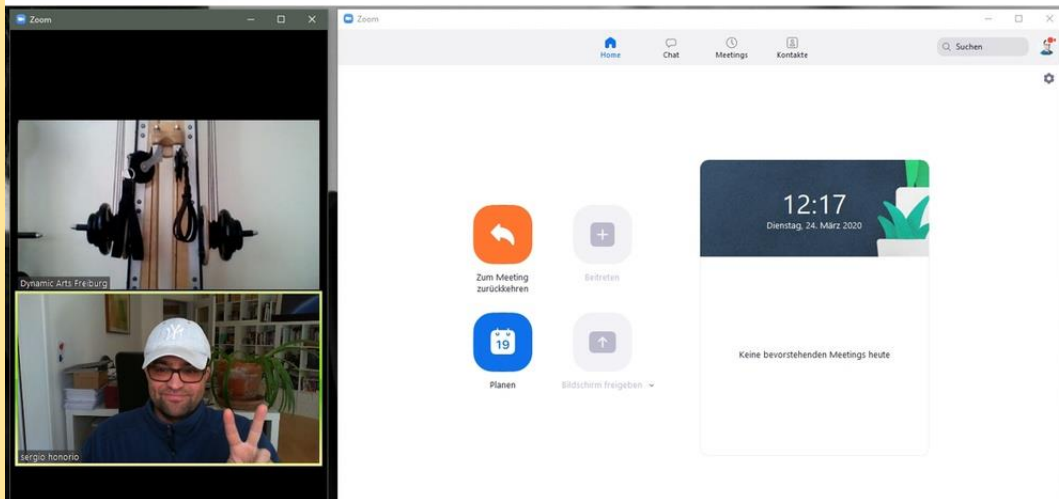 Zoom
Dynamic Arts Freiburg
sergio honorio
Zoom
Home
Chat
Meetings
Kontakte
Suchen
Zum Meeting
zurückkehren
Beitreten
19
Planen
Bildschirm freigeben
12:17
Dienstag, 24. März 2020
Keine bevorstehenden Meetings heute